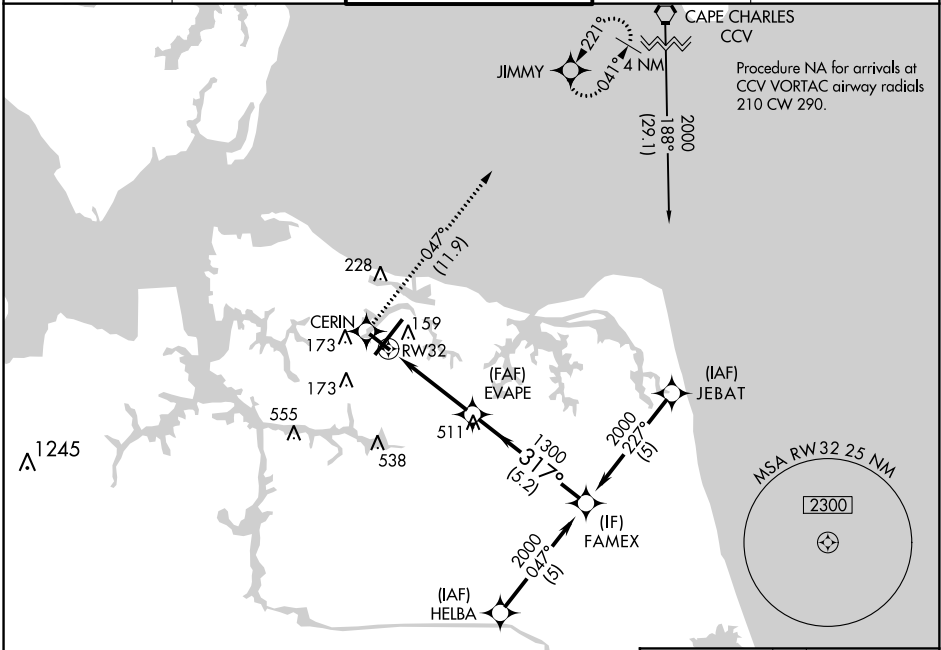 CAPE CHARLES
CCV
221°
041°
4 NM
JIMMY
Procedure NA for arrivals at
CCV VORTAC airway radials
210 CW 290.
2000
188°
(29.1)
047°
(11.9)
228
CERIN
159
173
RW32
173
(FAF)
EVAPE
(IAF)
JEBAT
555
511
538
1245
1300
317°
(5.2)
2000
227°
(5)
MSA RW32 25 NM
2300
(IF)
FAMEX
2000
047°
(5)
(IAF)
HELBA